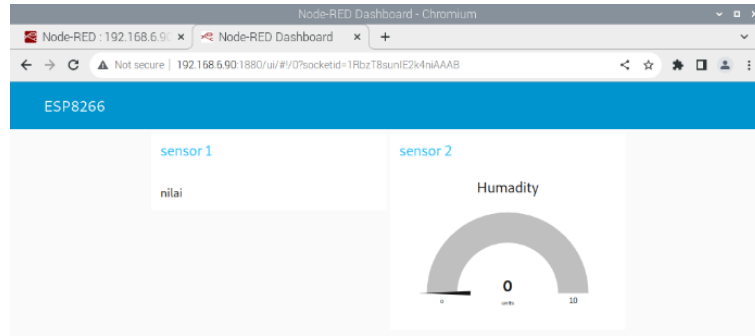 Node-RED Dashboard - Chromium
Node-RED : 192.168.6.90
Node-RED Dashboard
Not secure | 192.168.6.90:1880/ui/#!/0?socketid=1RbzT8sunIE2k4niAAAB
ESP8266
sensor 1
sensor 2
nilai
Humadity
0
0
units
10